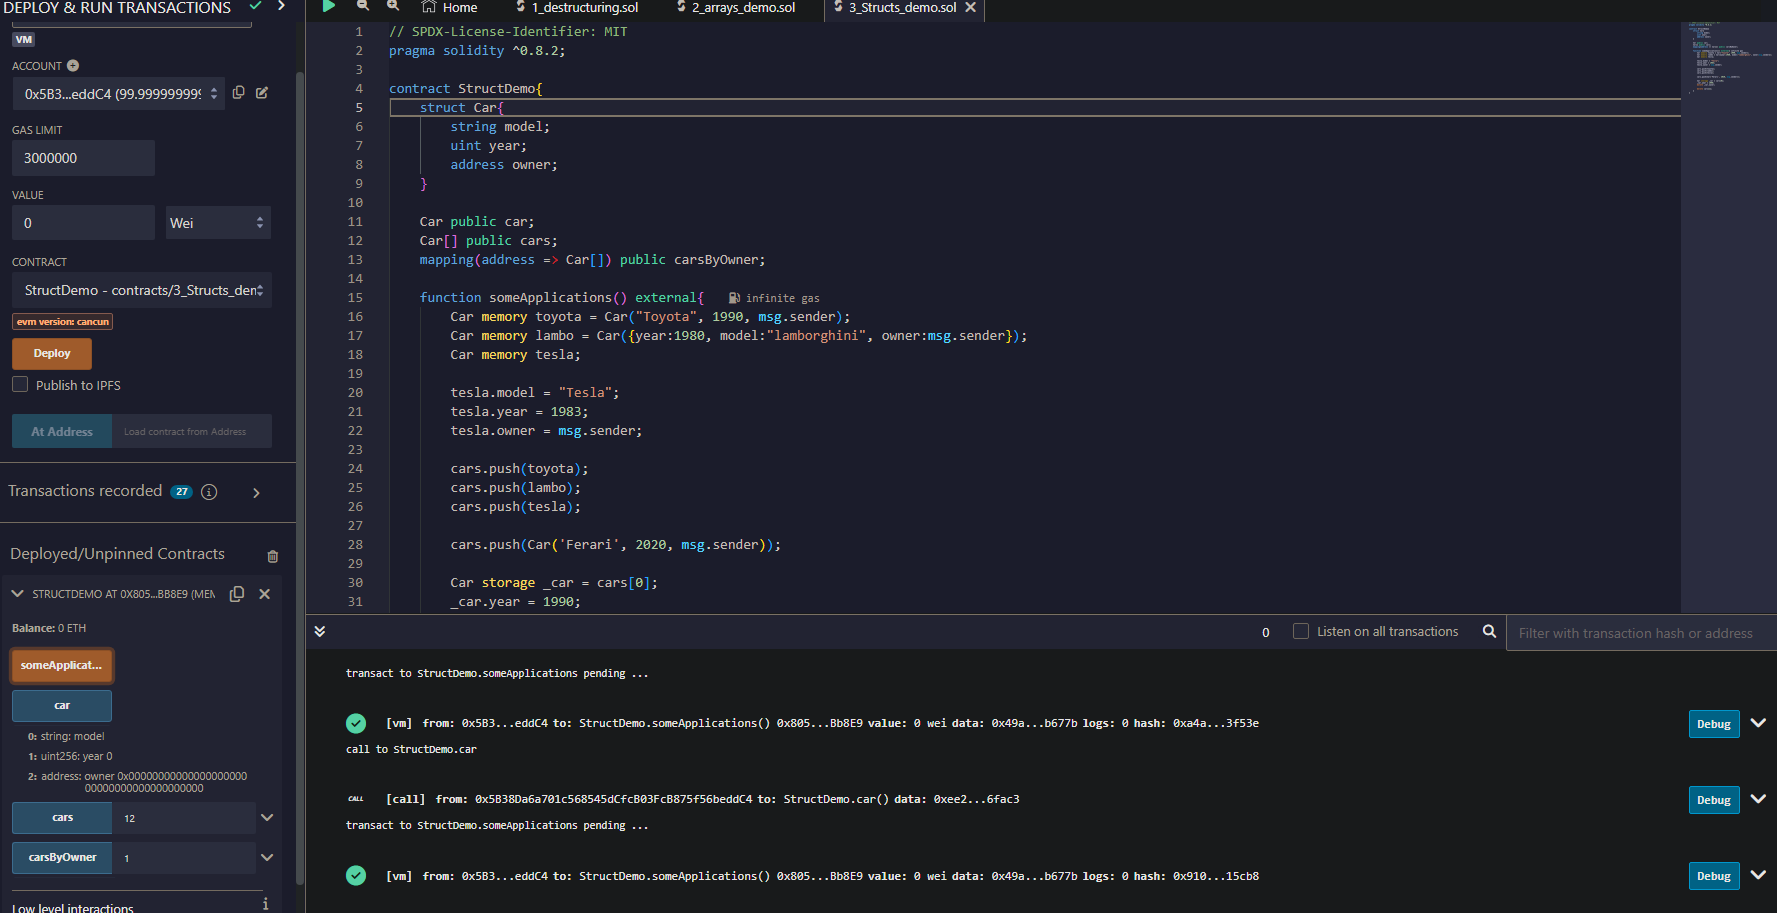 DEPLOY & RUN TRANSACTIONS
VM
ACCOUNT
0x5B3...eddC4 (99.9999999999
GAS LIMIT
3000000
VALUE
0
Wei
CONTRACT
StructDemo - contracts/3_Structs_den
evm version: cancun
Deploy
Publish to IPFS
At Address
Load contract from Address
Transactions recorded 27
Deployed/Unpinned Contracts
STRUCTDEMO AT 0X805...BB8E9 (MEM
Balance: 0 ETH
someApplicat...
car
0: string: model
1: uint256: year 0
2: address: owner 0x00000000000000000000
00000000000000000000
cars
12
carsByOwner
1
Low level interactions
Home
1_destructuring.sol
2_arrays_demo.sol
3_Structs_demo.sol
1 // SPDX-License-Identifier: MIT
2 pragma solidity ^0.8.2;
3
4 contract StructDemo{
5 struct Car{
6 string model;
7 uint year;
8 address owner;
9 }
10
11 Car public car;
12 Car[] public cars;
13 mapping(address => Car[]) public carsByOwner;
14
15 function someApplications() external{ infinite gas
16 Car memory toyota = Car("Toyota", 1990, msg.sender);
17 Car memory lambo = Car({year:1980, model:"lamborghini", owner:msg.sender});
18 Car memory tesla;
19
20 tesla.model = "Tesla";
21 tesla.year = 1983;
22 tesla.owner = msg.sender;
23
24 cars.push(toyota);
25 cars.push(lambo);
26 cars.push(tesla);
27
28 cars.push(Car('Ferari', 2020, msg.sender));
29
30 Car storage _car = cars[0];
31 _car.year = 1990;
0
Listen on all transactions
Filter with transaction hash or address
transact to StructDemo.someApplications pending ...
[vm] from: 0x5B3...eddC4 to: StructDemo.someApplications() 0x805...Bb8E9 value: 0 wei data: 0x49a...b677b logs: 0 hash: 0xa4a...3f53e
Debug
call to StructDemo.car
CALL [call] from: 0x5B38Da6a701c568545dCfcB03FcB875f56beddC4 to: StructDemo.car() data: 0xee2...6fac3
Debug
transact to StructDemo.someApplications pending ...
[vm] from: 0x5B3...eddC4 to: StructDemo.someApplications() 0x805...Bb8E9 value: 0 wei data: 0x49a...b677b logs: 0 hash: 0x910...15cb8
Debug